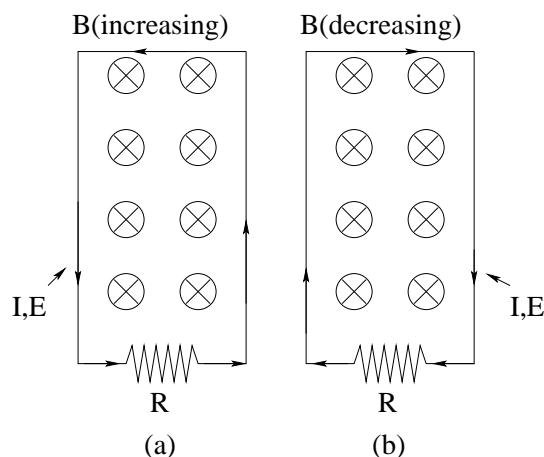 B(increasing) B(decreasing)
I,E I,E
R R
(a) (b)